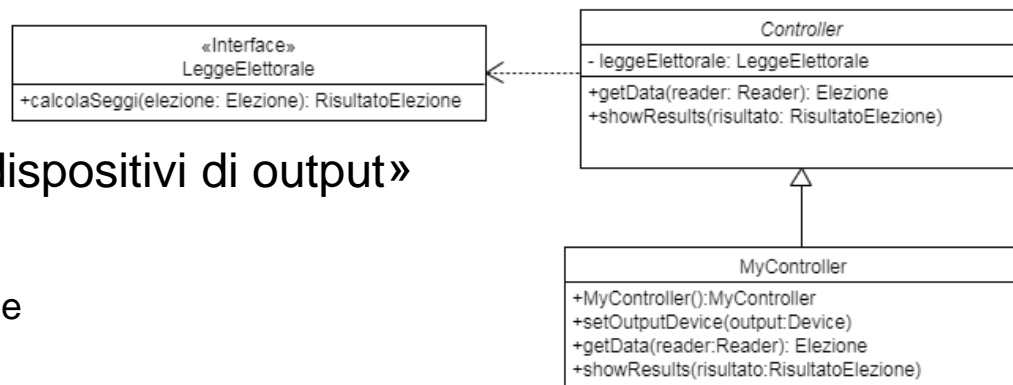 «Interface»
LeggeElettorale
+calcolaSeggi(elezione: Elezione): RisultatoElezione
Controller
- leggeElettorale: LeggeElettorale
+getData(reader: Reader): Elezione
+showResults(risultato: RisultatoElezione)
dispositivi di output»
e
MyController
+MyController():MyController
+setOutputDevice(output:Device)
+getData(reader:Reader): Elezione
+showResults(risultato:RisultatoElezione)